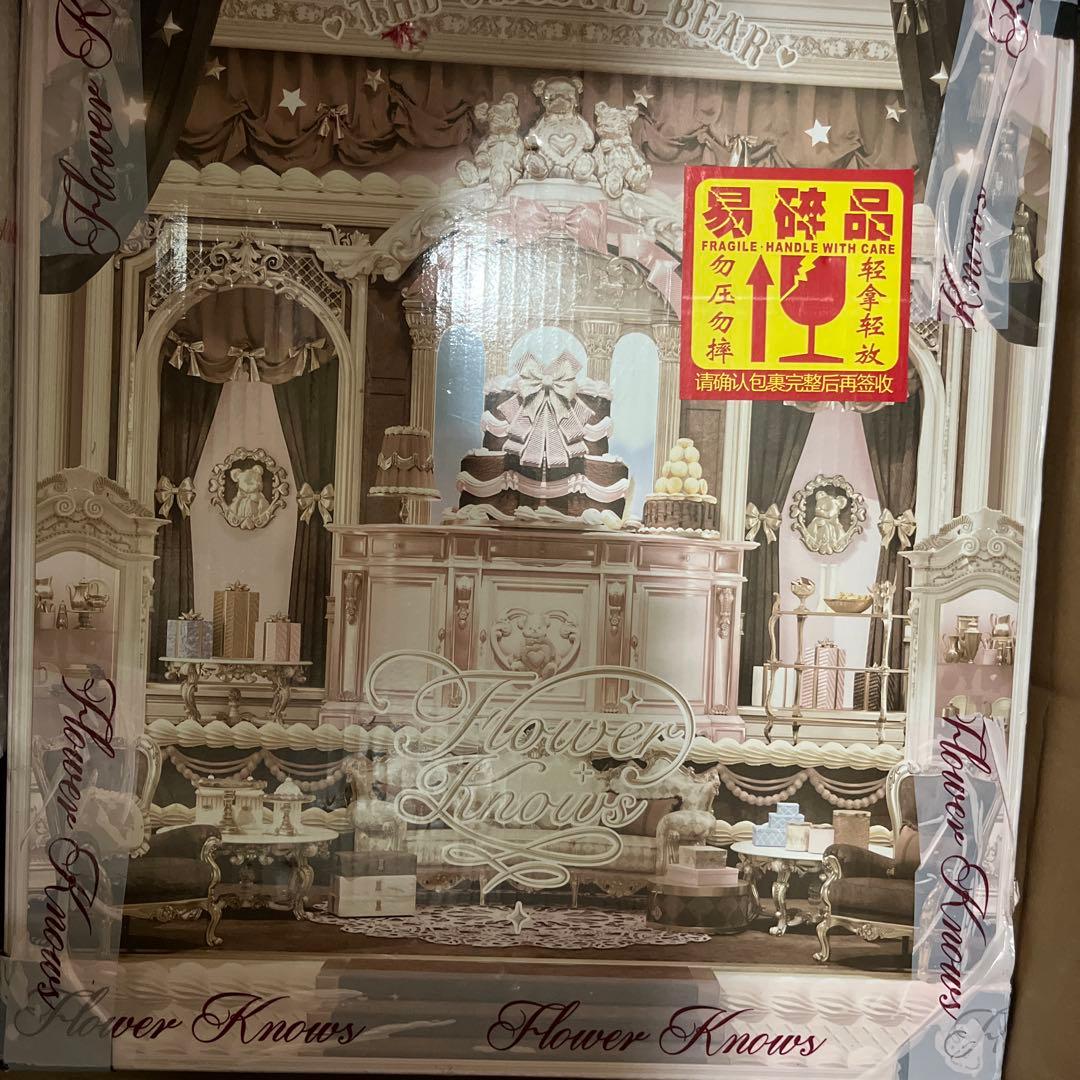 BEAR
Flower K
Flower
Knows
易碎品
FRAGILE·HANDLE WITH CARE
勿压勿摔
轻拿轻放
请确认包裹完整后再签收
Flower
Knows
Flower Knows
Flower Knows
Flower Knows
Flower Knows